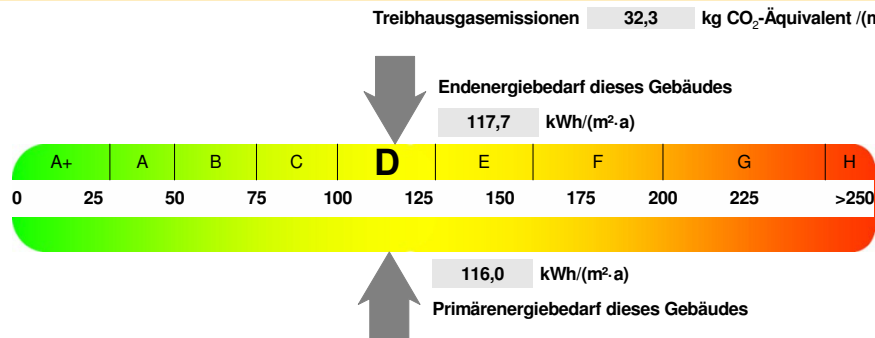 Treibhausgasemissionen 32,3 kg CO₂-Äquivalent /(m
Endenergiebedarf dieses Gebäudes
117,7 kWh/(m²·a)
A+ A B C D E F G H
0 25 50 75 100 125 150 175 200 225 >250
116,0 kWh/(m²·a)
Primärenergiebedarf dieses Gebäudes